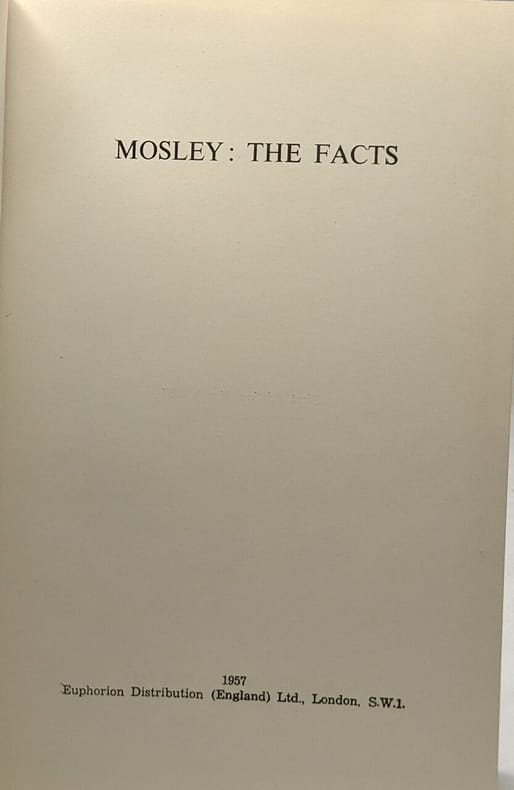 MOSLEY: THE FACTS
1957
Euphorion Distribution (England) Ltd., London, S.W.1.